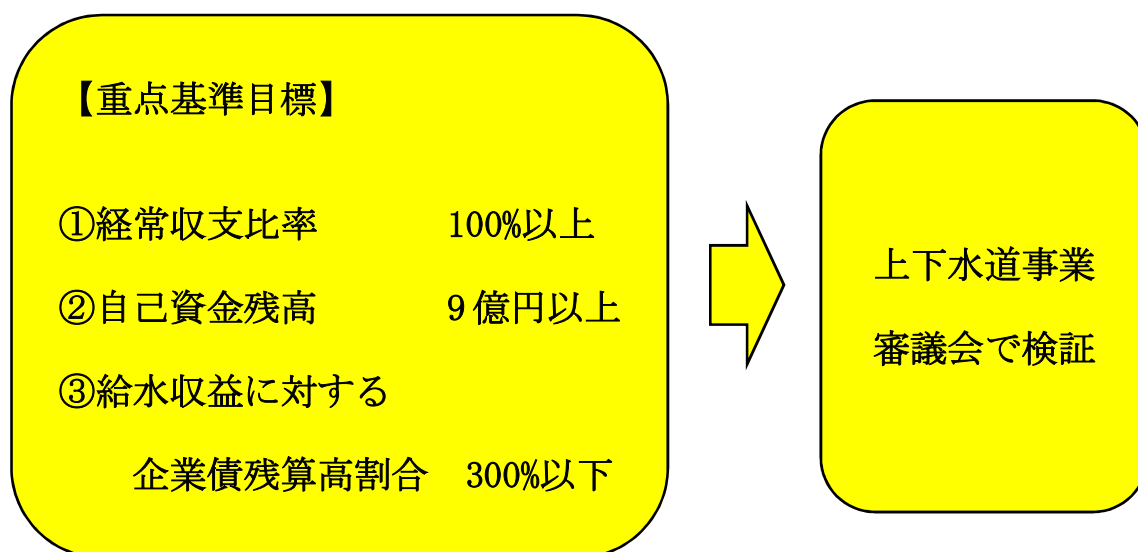 【重点基準目標】
①経常収支比率 100%以上
②自己資金残高 9億円以上
③給水収益に対する
企業債残算高割合 300%以下
上下水道事業
審議会で検証